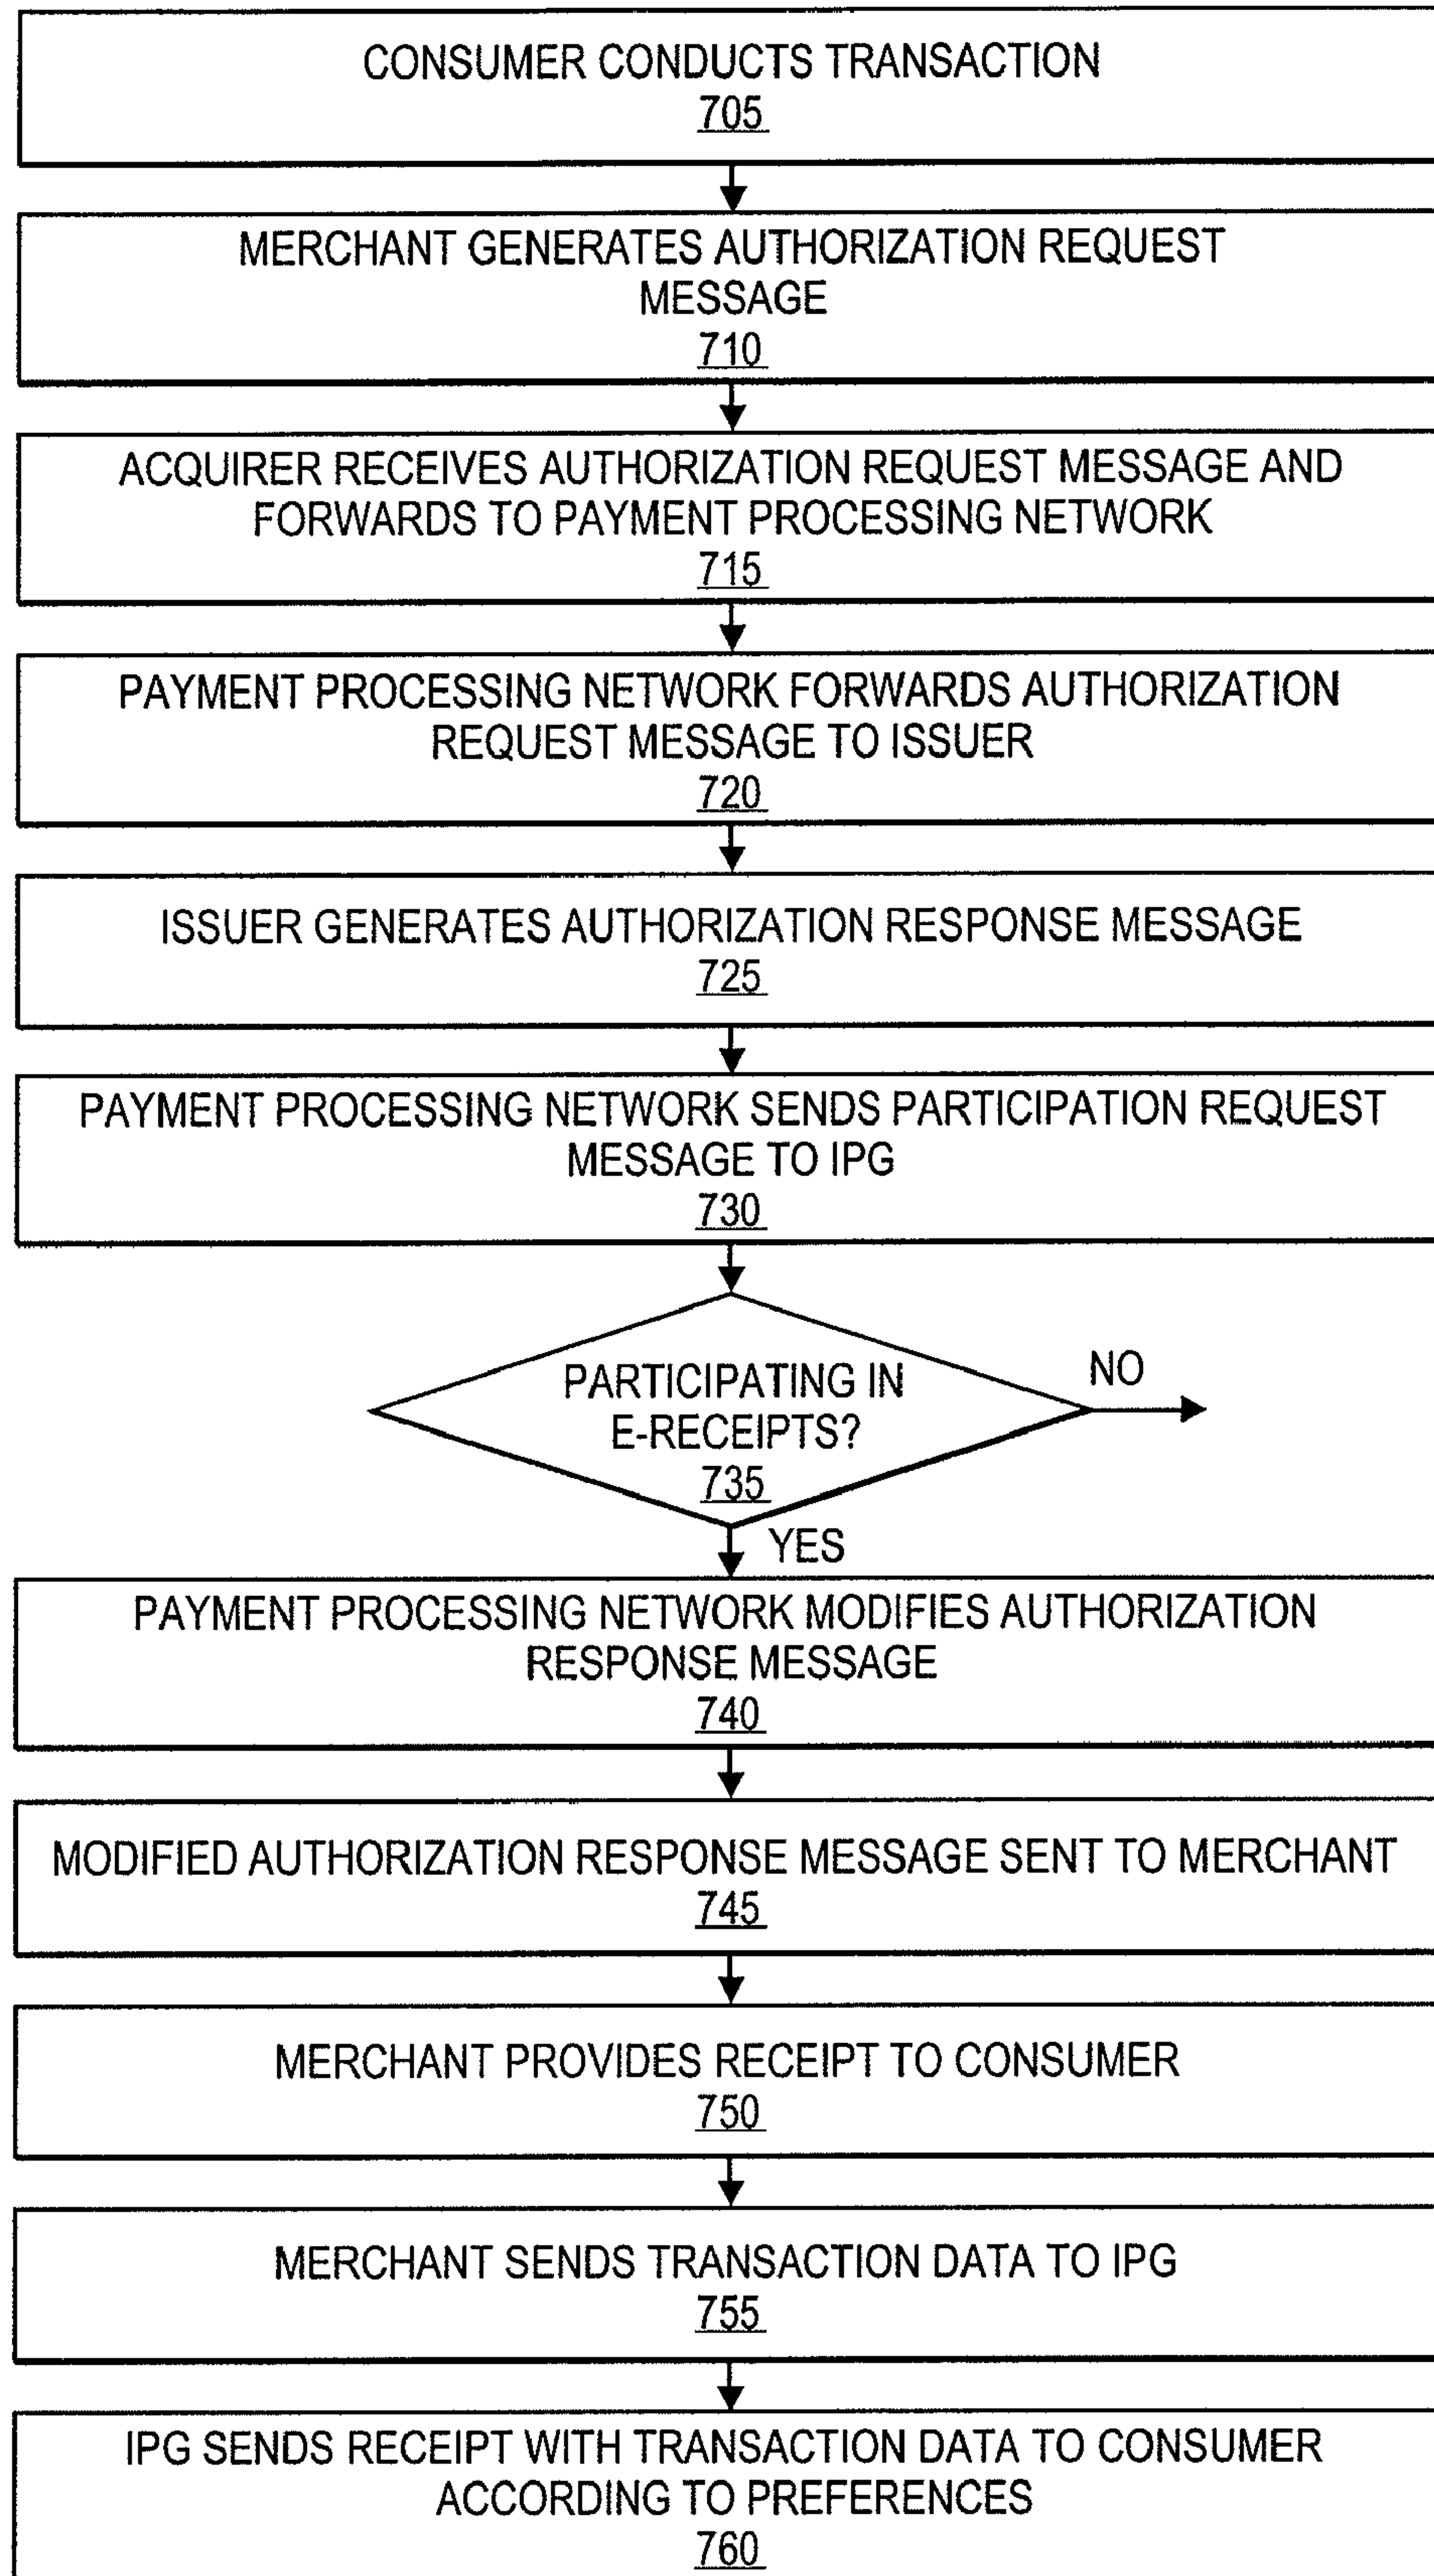 CONSUMER CONDUCTS TRANSACTION
705
MERCHANT GENERATES AUTHORIZATION REQUEST
MESSAGE
710
ACQUIRER RECEIVES AUTHORIZATION REQUEST MESSAGE AND
FORWARDS TO PAYMENT PROCESSING NETWORK
715
PAYMENT PROCESSING NETWORK FORWARDS AUTHORIZATION
REQUEST MESSAGE TO ISSUER
720
ISSUER GENERATES AUTHORIZATION RESPONSE MESSAGE
725
PAYMENT PROCESSING NETWORK SENDS PARTICIPATION REQUEST
MESSAGE TO IPG
730
PARTICIPATING IN
E-RECEIPTS?
735
NO
YES
PAYMENT PROCESSING NETWORK MODIFIES AUTHORIZATION
RESPONSE MESSAGE
740
MODIFIED AUTHORIZATION RESPONSE MESSAGE SENT TO MERCHANT
745
MERCHANT PROVIDES RECEIPT TO CONSUMER
750
MERCHANT SENDS TRANSACTION DATA TO IPG
755
IPG SENDS RECEIPT WITH TRANSACTION DATA TO CONSUMER
ACCORDING TO PREFERENCES
760